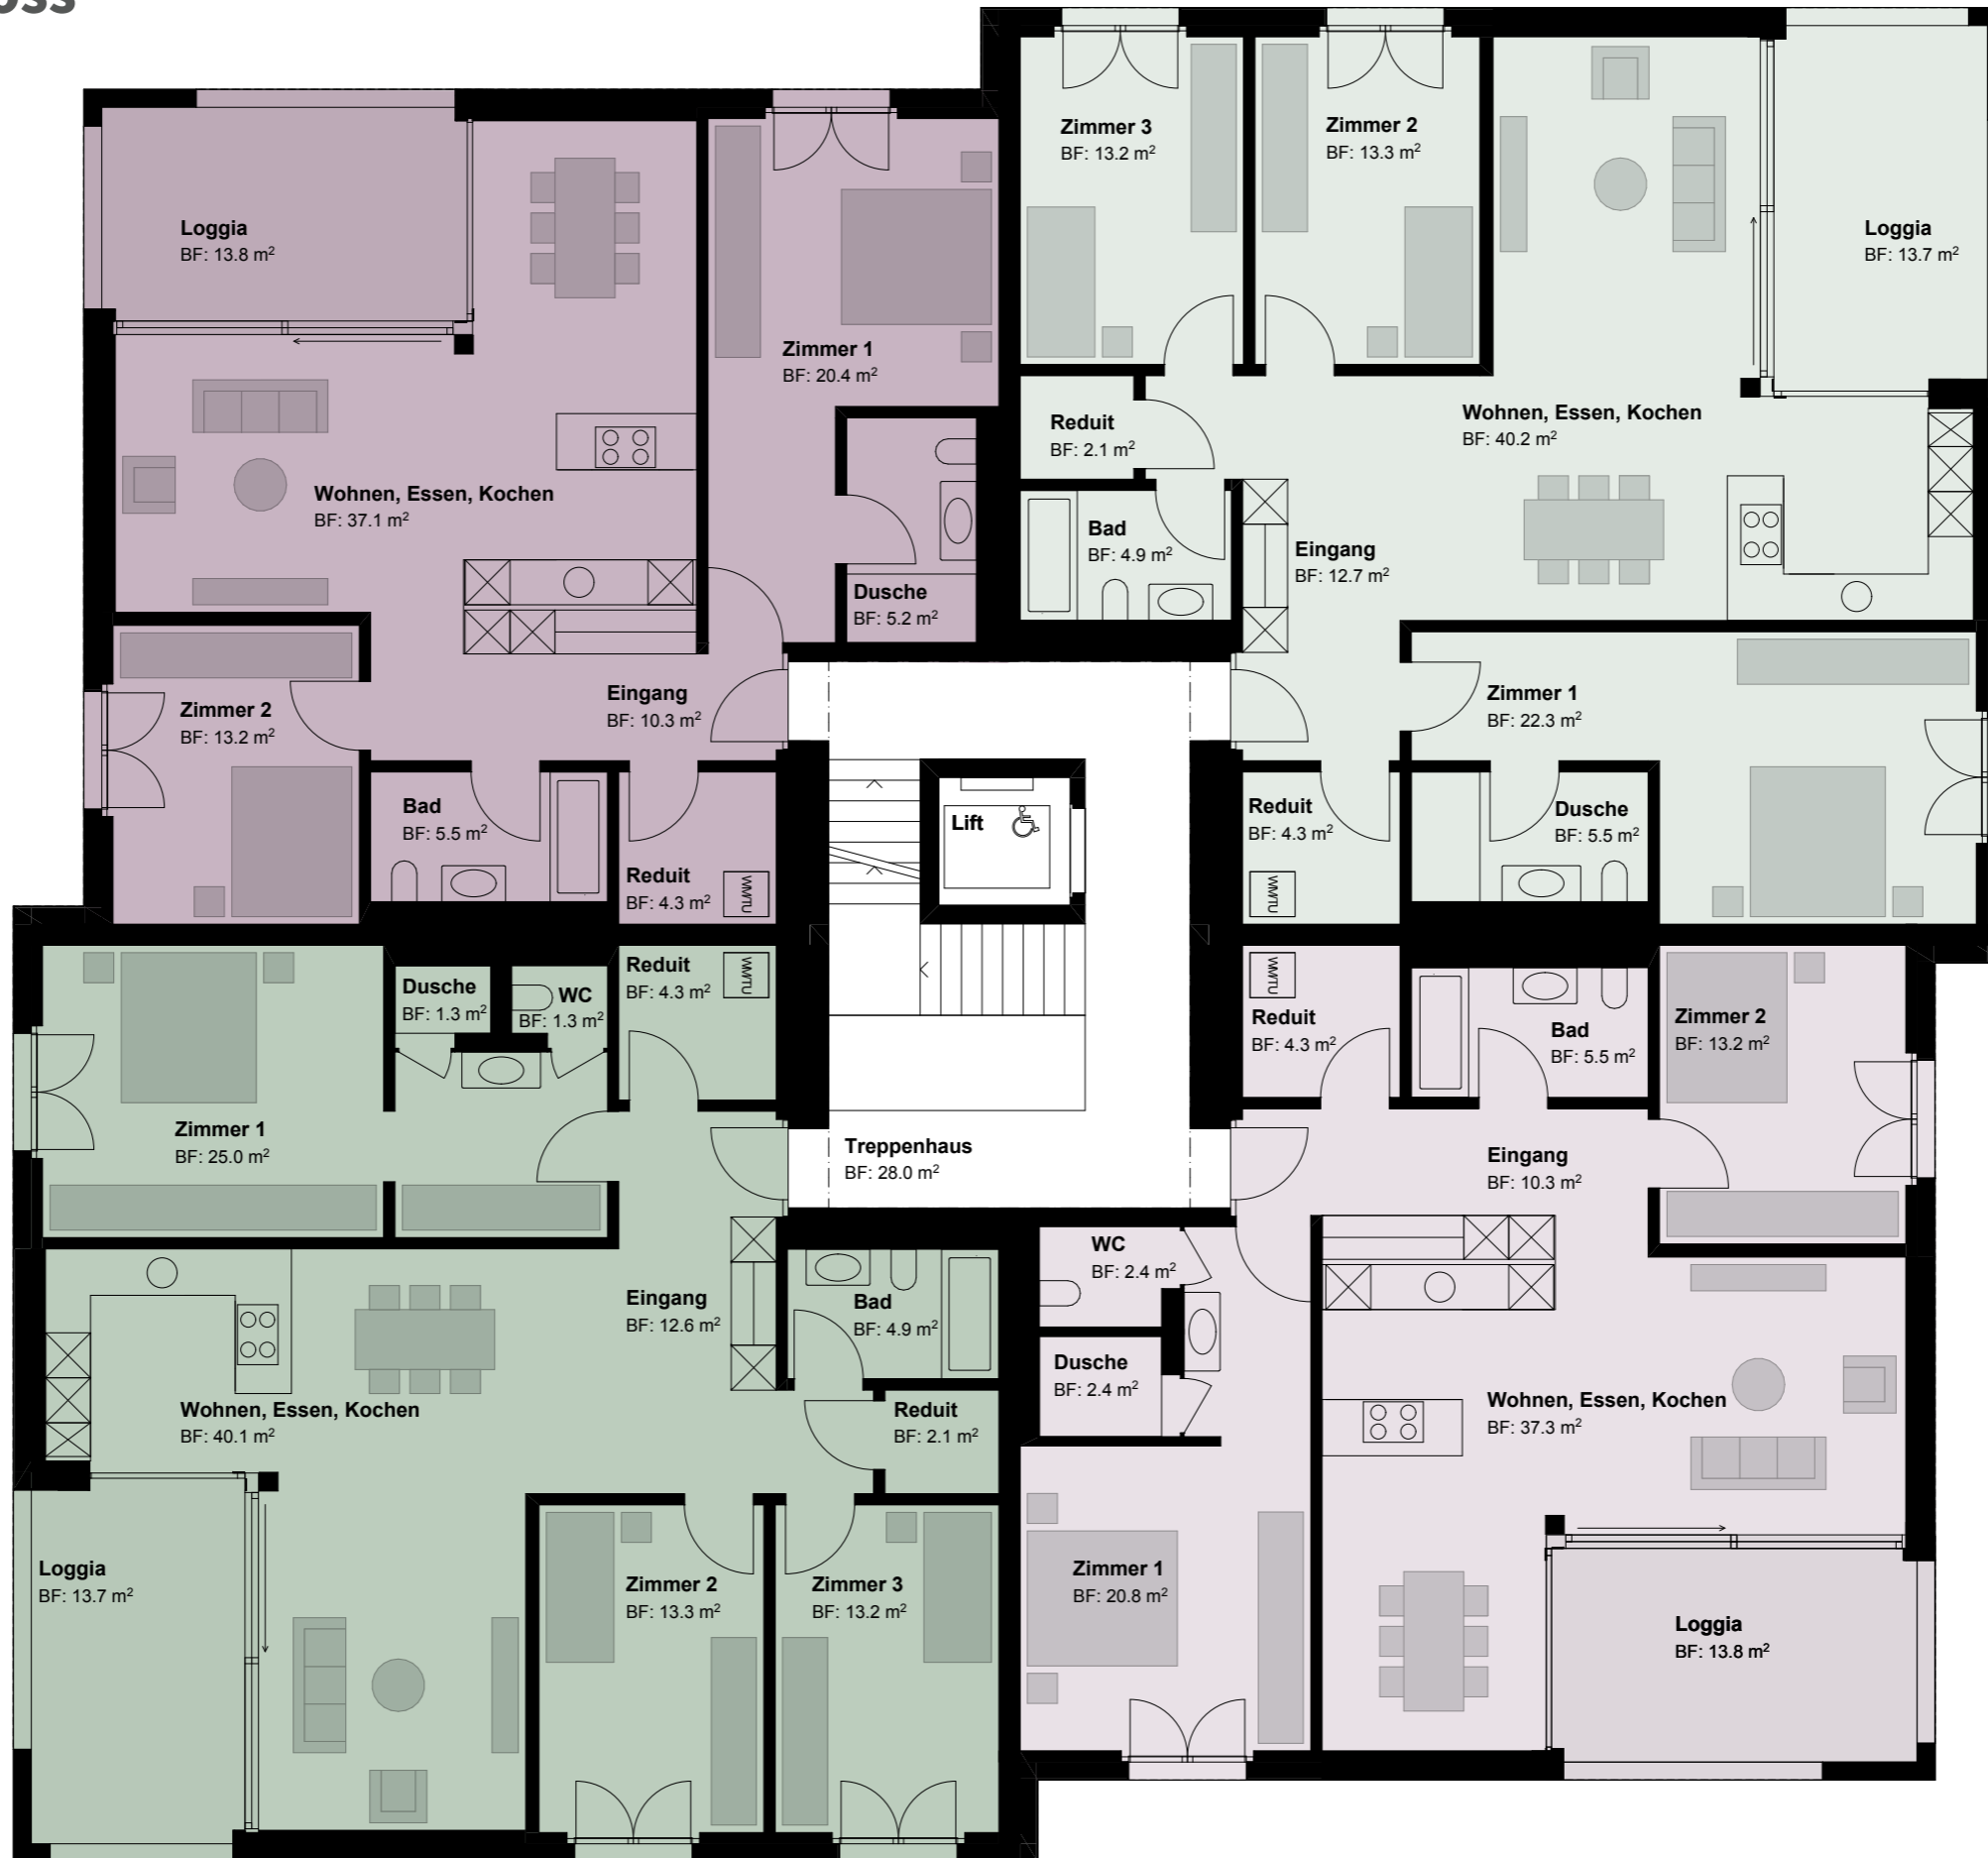 Loggia
BF: 13.8 m²
Zimmer 1
BF: 20.4 m²
Wohnen, Essen, Kochen
BF: 37.1 m²
Dusche
BF: 5.2 m²
Zimmer 2
BF: 13.2 m²
Eingang
BF: 10.3 m²
Bad
BF: 5.5 m²
Reduit
BF: 4.3 m²
WM/TU
Zimmer 3
BF: 13.2 m²
Zimmer 2
BF: 13.3 m²
Loggia
BF: 13.7 m²
Reduit
BF: 2.1 m²
Wohnen, Essen, Kochen
BF: 40.2 m²
Bad
BF: 4.9 m²
Eingang
BF: 12.7 m²
Zimmer 1
BF: 22.3 m²
Reduit
BF: 4.3 m²
WM/TU
Dusche
BF: 5.5 m²
Lift
Treppenhaus
BF: 28.0 m²
Dusche
BF: 1.3 m²
WC
BF: 1.3 m²
Reduit
BF: 4.3 m²
WM/TU
Zimmer 1
BF: 25.0 m²
Eingang
BF: 12.6 m²
Bad
BF: 4.9 m²
Wohnen, Essen, Kochen
BF: 40.1 m²
Reduit
BF: 2.1 m²
Loggia
BF: 13.7 m²
Zimmer 2
BF: 13.3 m²
Zimmer 3
BF: 13.2 m²
WM/TU
Reduit
BF: 4.3 m²
Bad
BF: 5.5 m²
Zimmer 2
BF: 13.2 m²
Eingang
BF: 10.3 m²
WC
BF: 2.4 m²
Dusche
BF: 2.4 m²
Wohnen, Essen, Kochen
BF: 37.3 m²
Zimmer 1
BF: 20.8 m²
Loggia
BF: 13.8 m²